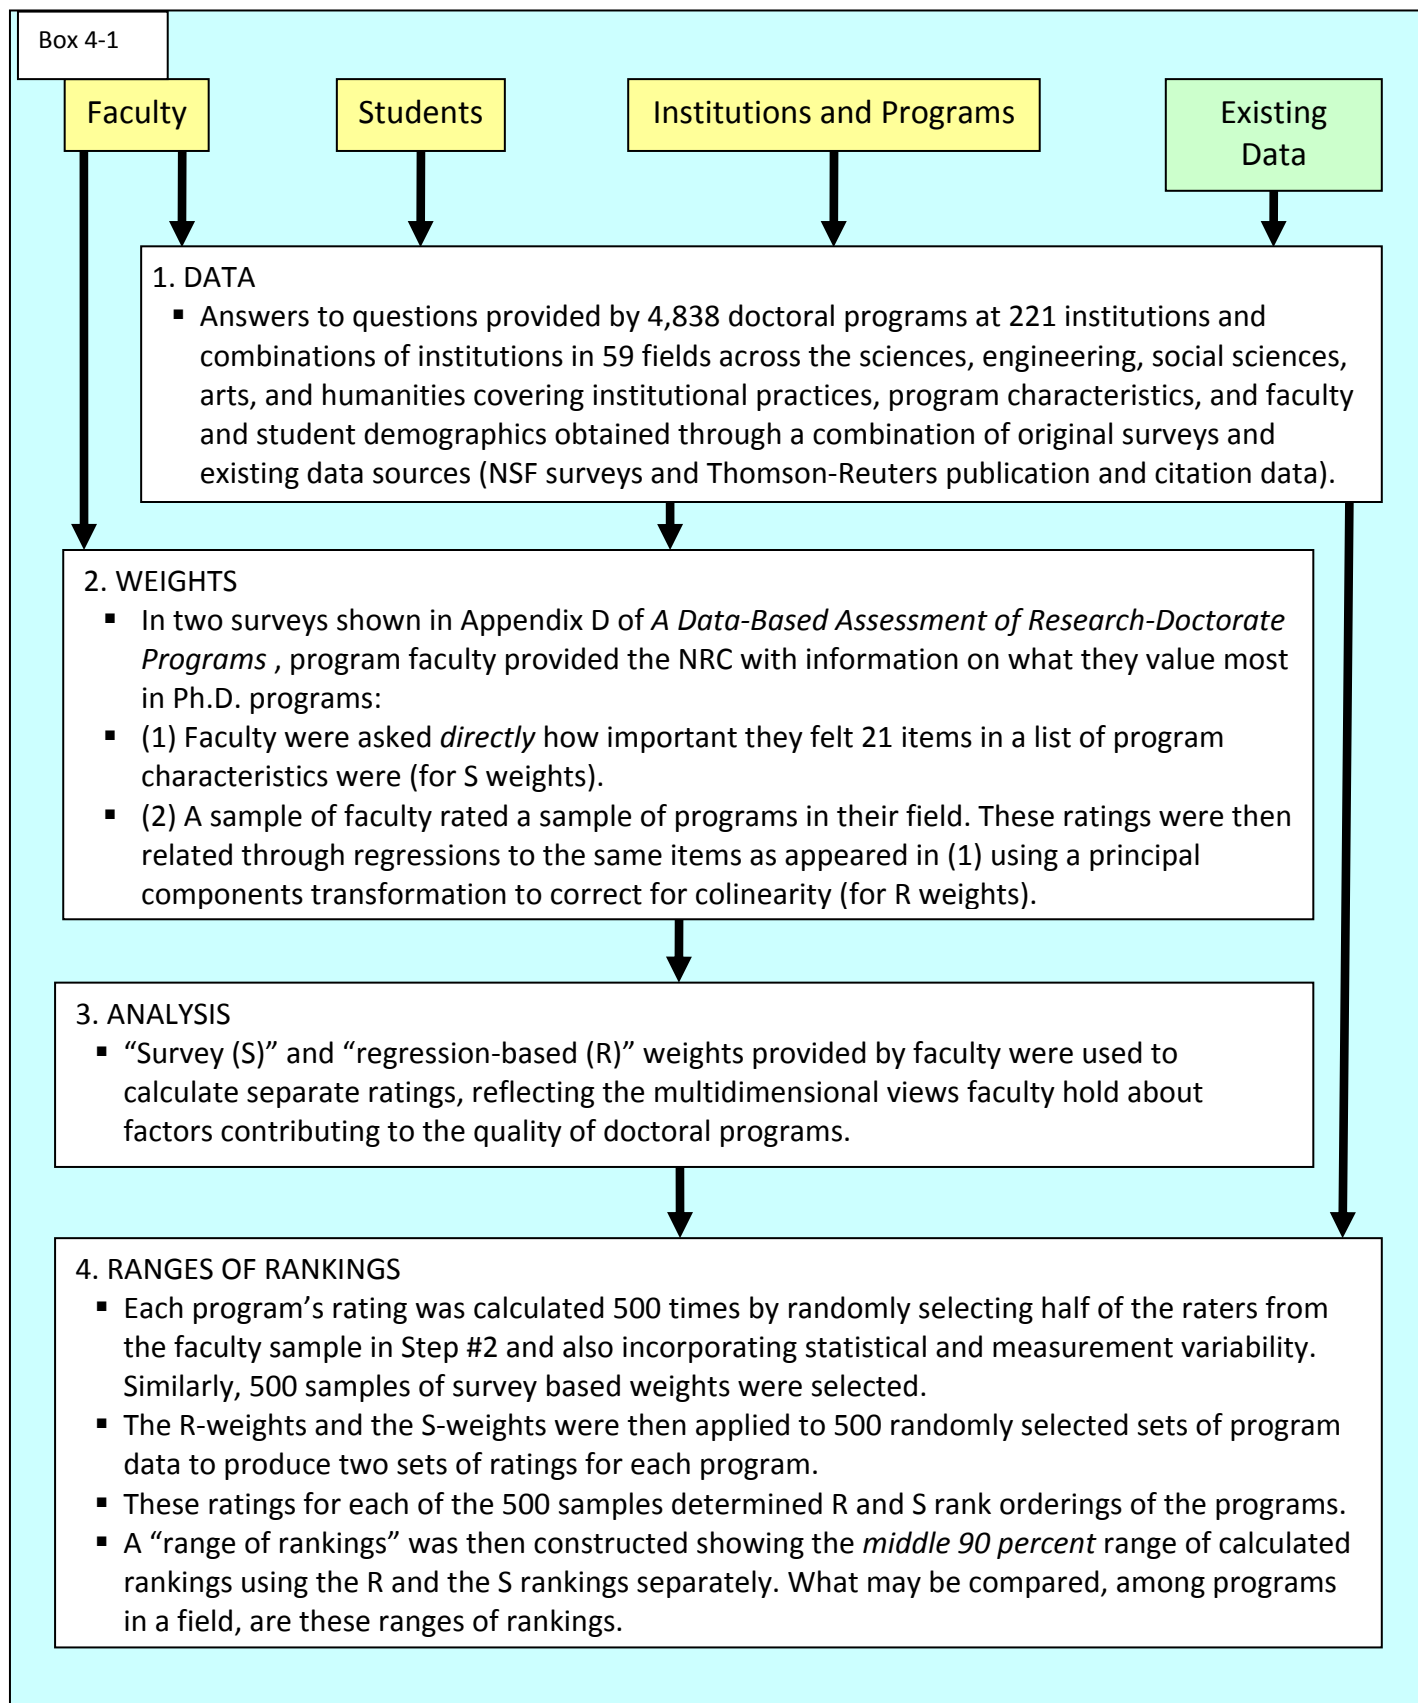 Box 4-1
Faculty
Students
Institutions and Programs
Existing
Data
1. DATA
▪ Answers to questions provided by 4,838 doctoral programs at 221 institutions and
combinations of institutions in 59 fields across the sciences, engineering, social sciences,
arts, and humanities covering institutional practices, program characteristics, and faculty
and student demographics obtained through a combination of original surveys and
existing data sources (NSF surveys and Thomson-Reuters publication and citation data).
2. WEIGHTS
▪ In two surveys shown in Appendix D of A Data-Based Assessment of Research-Doctorate
Programs , program faculty provided the NRC with information on what they value most
in Ph.D. programs:
▪ (1) Faculty were asked directly how important they felt 21 items in a list of program
characteristics were (for S weights).
▪ (2) A sample of faculty rated a sample of programs in their field. These ratings were then
related through regressions to the same items as appeared in (1) using a principal
components transformation to correct for colinearity (for R weights).
3. ANALYSIS
▪ “Survey (S)” and “regression-based (R)” weights provided by faculty were used to
calculate separate ratings, reflecting the multidimensional views faculty hold about
factors contributing to the quality of doctoral programs.
4. RANGES OF RANKINGS
▪ Each program’s rating was calculated 500 times by randomly selecting half of the raters from
the faculty sample in Step #2 and also incorporating statistical and measurement variability.
Similarly, 500 samples of survey based weights were selected.
▪ The R-weights and the S-weights were then applied to 500 randomly selected sets of program
data to produce two sets of ratings for each program.
▪ These ratings for each of the 500 samples determined R and S rank orderings of the programs.
▪ A “range of rankings” was then constructed showing the middle 90 percent range of calculated
rankings using the R and the S rankings separately. What may be compared, among programs
in a field, are these ranges of rankings.